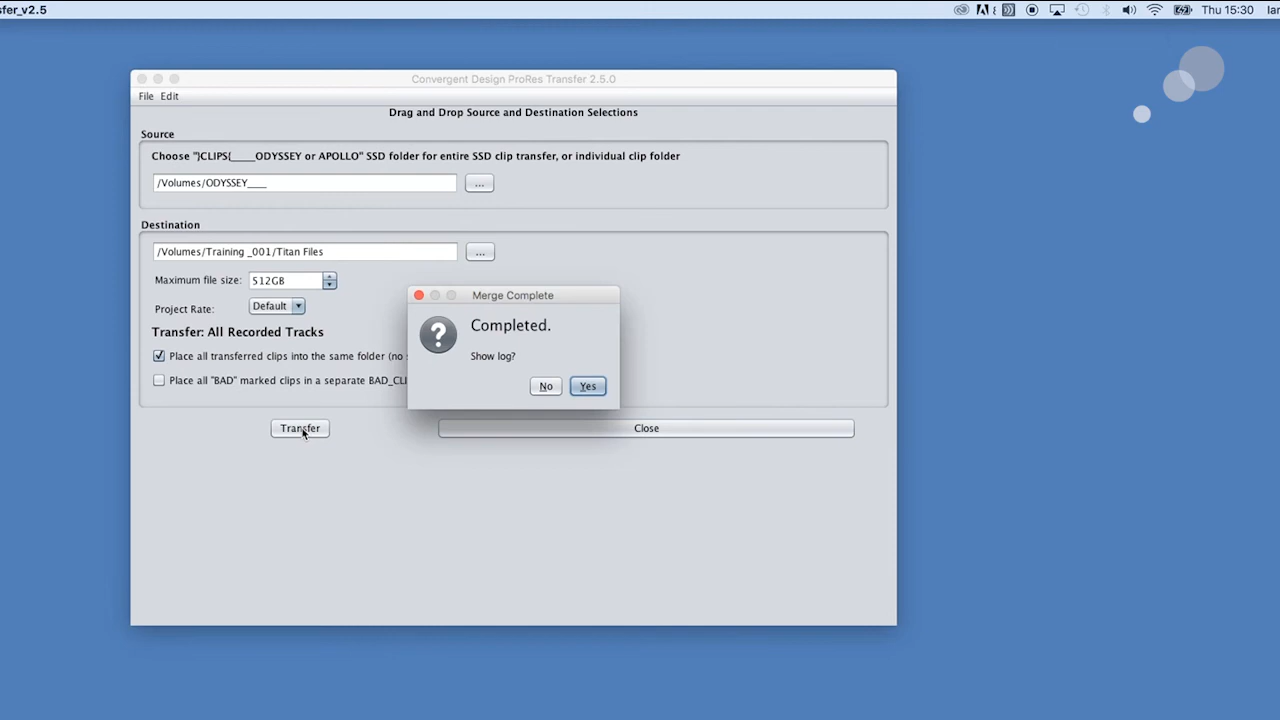 sfer_v2.5
Thu 15:30
Ian
Convergent Design ProRes Transfer 2.5.0
File Edit
Drag and Drop Source and Destination Selections
Source
Choose "}CLIPS{____ODYSSEY or APOLLO" SSD folder for entire SSD clip transfer, or individual clip folder
/Volumes/ODYSSEY____
...
Destination
/Volumes/Training _001/Titan Files
...
Maximum file size: 512GB
Project Rate: Default
Transfer: All Recorded Tracks
Place all transferred clips into the same folder (no
Place all "BAD" marked clips in a separate BAD_CLI
Merge Complete
Completed.
Show log?
No Yes
Transfer Close